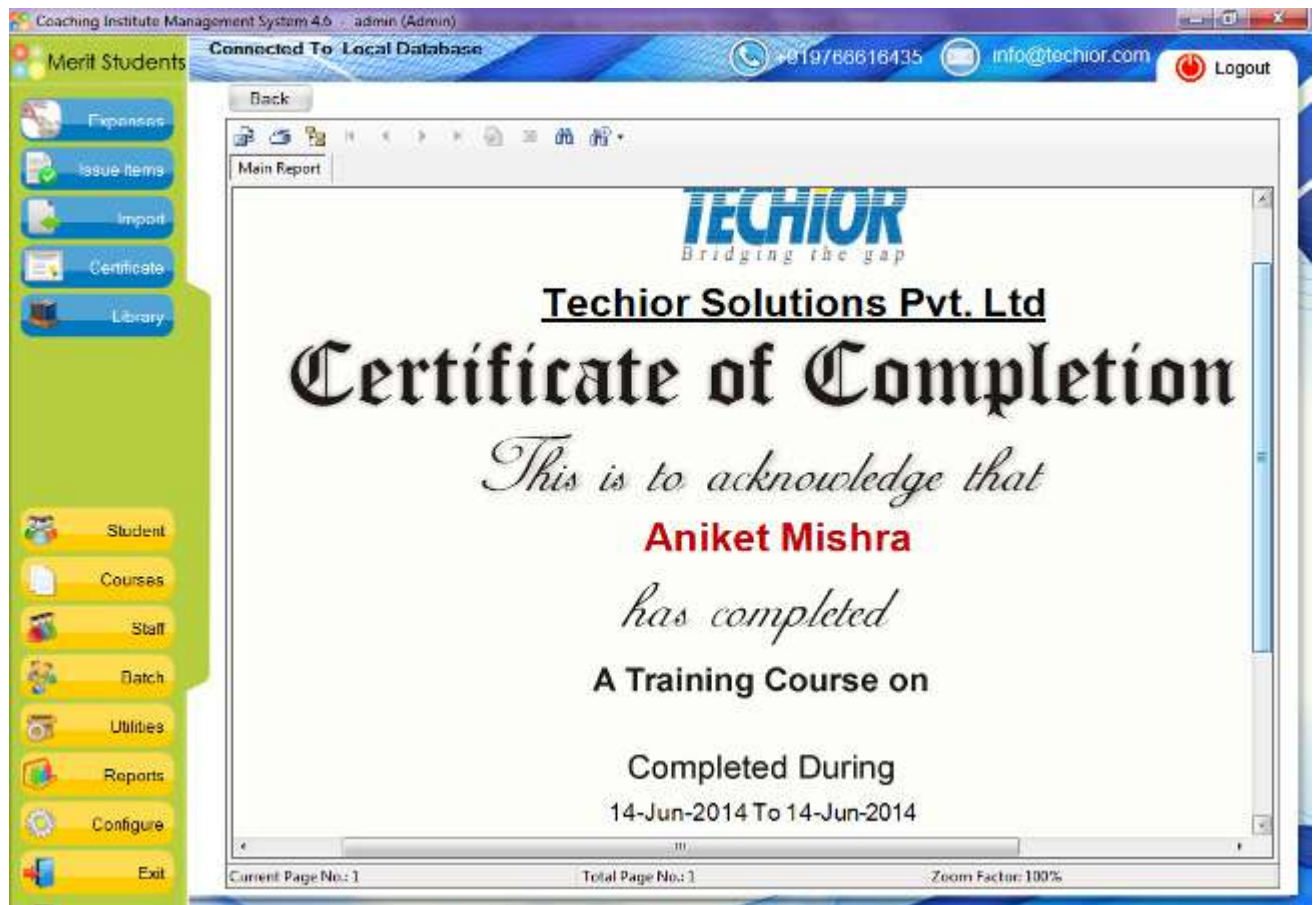 Coaching Institute Management System 4.6 - admin (Admin)
Merit Students
Connected To Local Database
+919766616435
info@techior.com
Logout
Expenses
Issue Items
Import
Certificate
Library
Student
Courses
Staff
Batch
Utilities
Reports
Configure
Exit
Back
Main Report
TECHIOR
Bridging the gap
Techior Solutions Pvt. Ltd
Certificate of Completion
This is to acknowledge that
Aniket Mishra
has completed
A Training Course on
Completed During
14-Jun-2014 To 14-Jun-2014
Current Page No.: 1
Total Page No.: 1
Zoom Factor: 100%